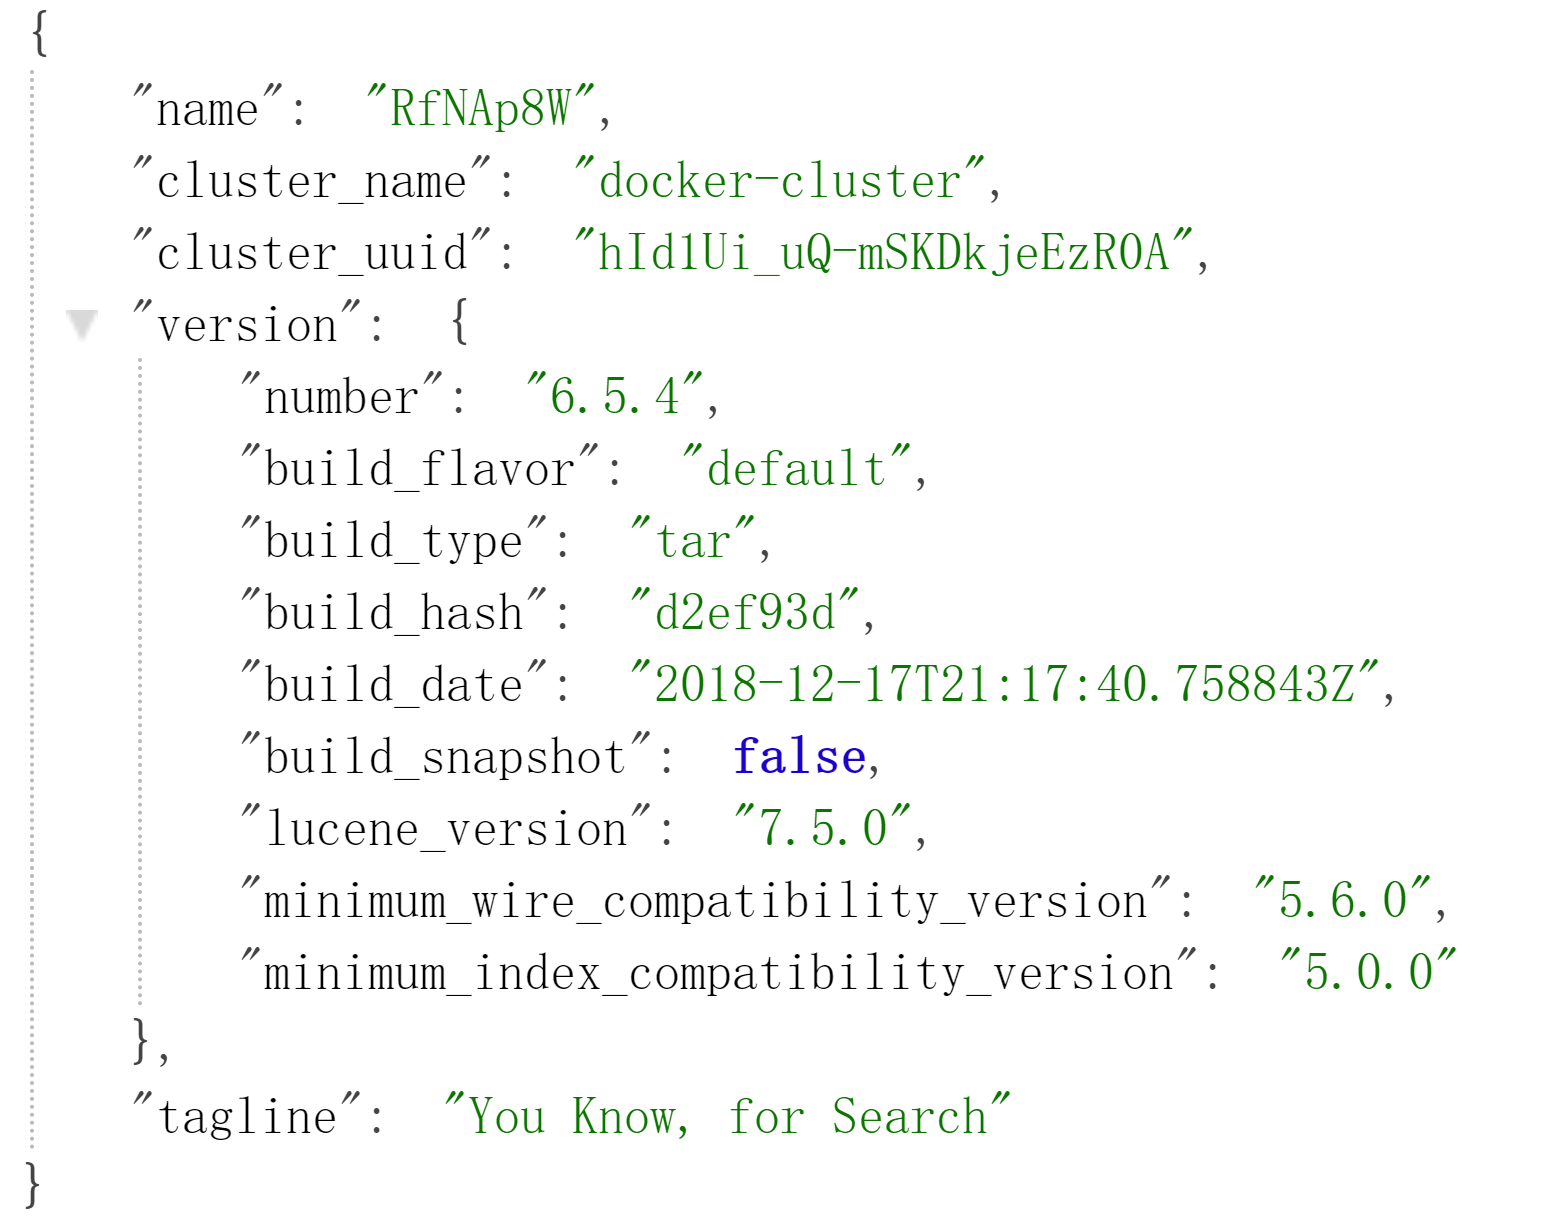 {
"name": "RfNAp8W",
"cluster_name": "docker-cluster",
"cluster_uuid": "hId1Ui_uQ-mSKDkjeEzROA",
"version": {
"number": "6.5.4",
"build_flavor": "default",
"build_type": "tar",
"build_hash": "d2ef93d",
"build_date": "2018-12-17T21:17:40.758843Z",
"build_snapshot": false,
"lucene_version": "7.5.0",
"minimum_wire_compatibility_version": "5.6.0",
"minimum_index_compatibility_version": "5.0.0"
},
"tagline": "You Know, for Search"
}